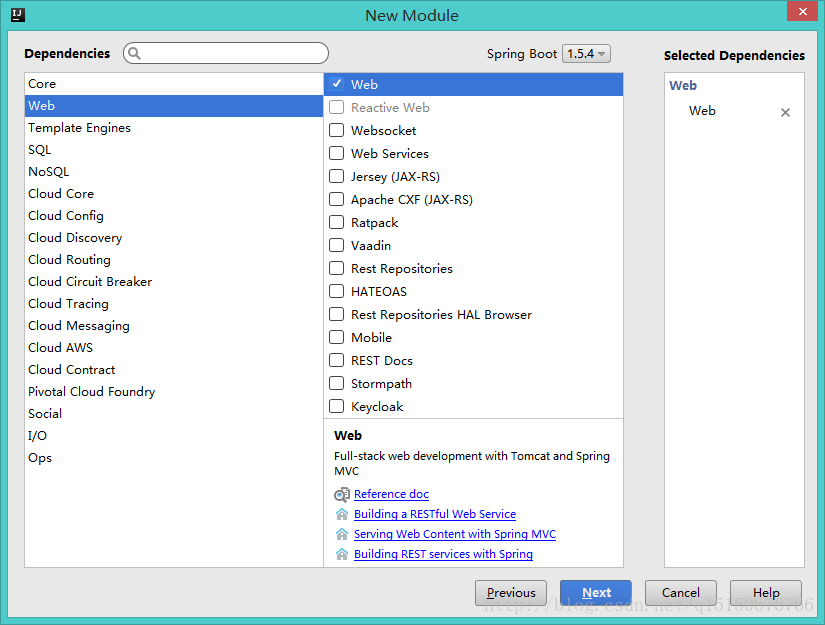 IJ
New Module
Dependencies
Spring Boot 1.5.4
Selected Dependencies
Core
Web
Template Engines
SQL
NoSQL
Cloud Core
Cloud Config
Cloud Discovery
Cloud Routing
Cloud Circuit Breaker
Cloud Tracing
Cloud Messaging
Cloud AWS
Cloud Contract
Pivotal Cloud Foundry
Social
I/O
Ops
Web
Reactive Web
Websocket
Web Services
Jersey (JAX-RS)
Apache CXF (JAX-RS)
Ratpack
Vaadin
Rest Repositories
HATEOAS
Rest Repositories HAL Browser
Mobile
REST Docs
Stormpath
Keycloak
Web
Full-stack web development with Tomcat and Spring
MVC
Reference doc
Building a RESTful Web Service
Serving Web Content with Spring MVC
Building REST services with Spring
Web
Web
Previous
Next
Cancel
Help